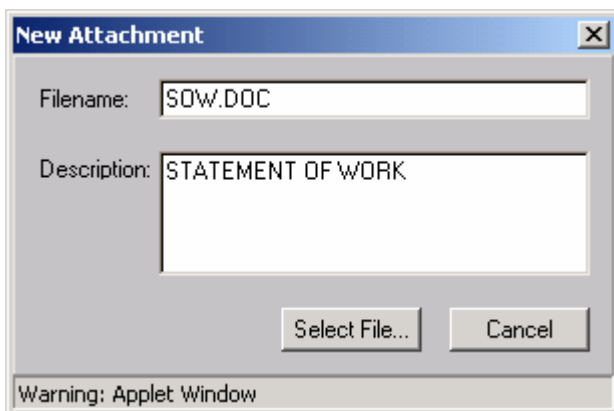 New Attachment
Filename: SOW.DOC
Description: STATEMENT OF WORK
Select File... Cancel
Warning: Applet Window